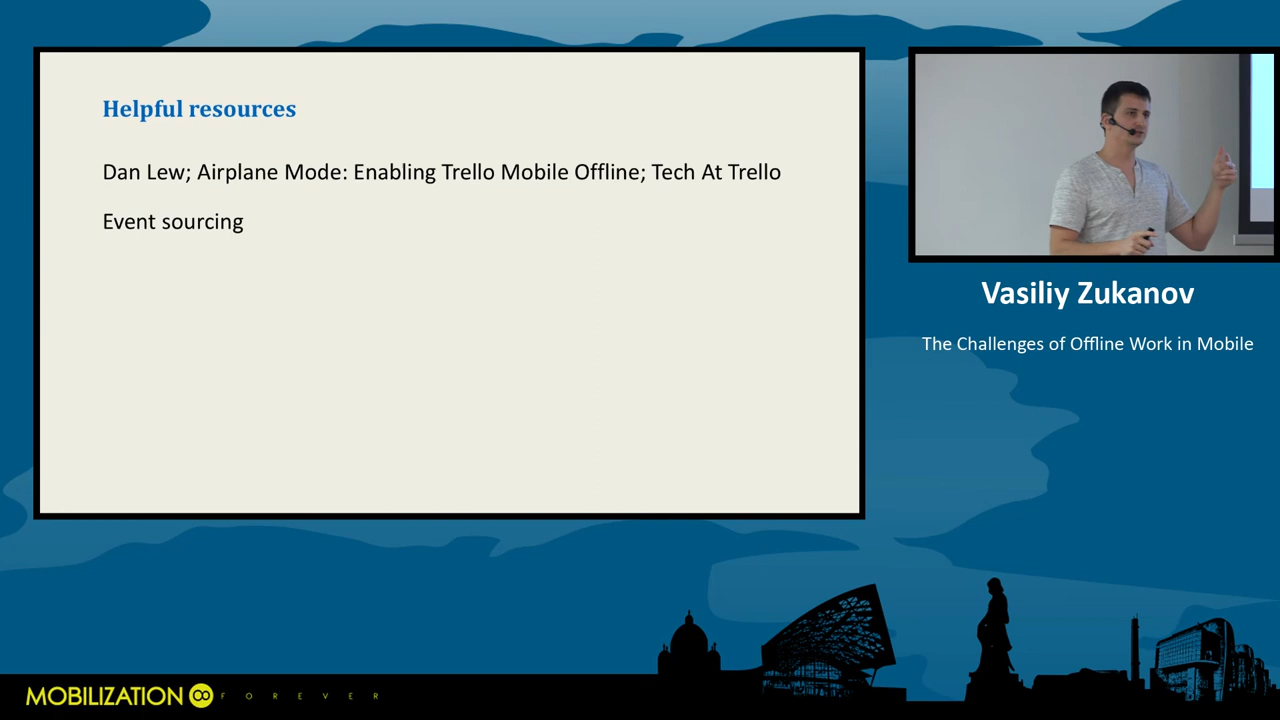 Helpful resources
Dan Lew; Airplane Mode: Enabling Trello Mobile Offline; Tech At Trello
Event sourcing
Vasiliy Zukanov
The Challenges of Offline Work in Mobile
MOBILIZATION FOREVER